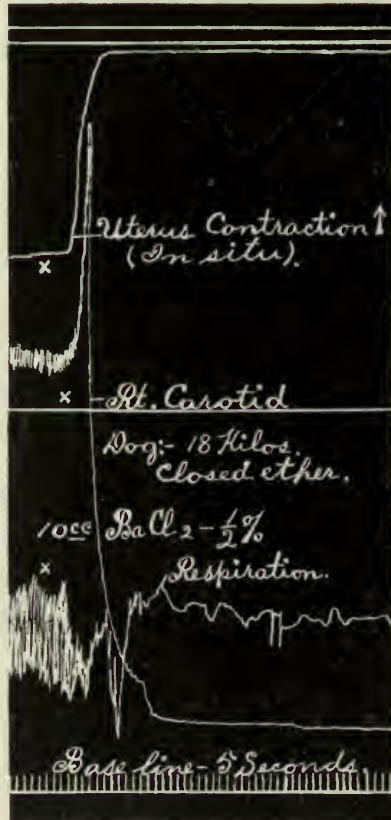 Uterus Contraction ↑
(In situ).
x
x - Rt. Carotid
Dog:- 18 Kilos.
Closed ether.
10cc BaCl2 - 1/2%
x
Respiration.
Base line - 5 Seconds.